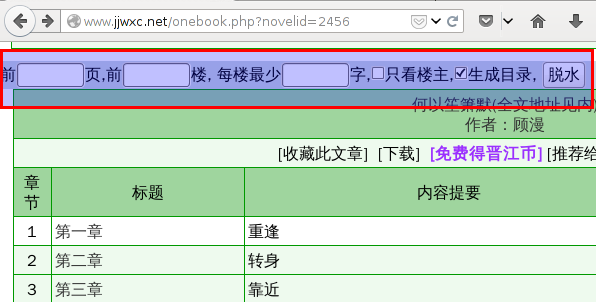 www.jjwxc.net/onebook.php?novelid=2456
前 页,前 楼, 每楼最少 字, 只看楼主, 生成目录, 脱水
何以笙箫默(全文地址见内
作者：顾漫
[收藏此文章] [下载] [免费得晋江币] [推荐给
章节 标题 内容提要
1 第一章 重逢
2 第二章 转身
3 第三章 靠近